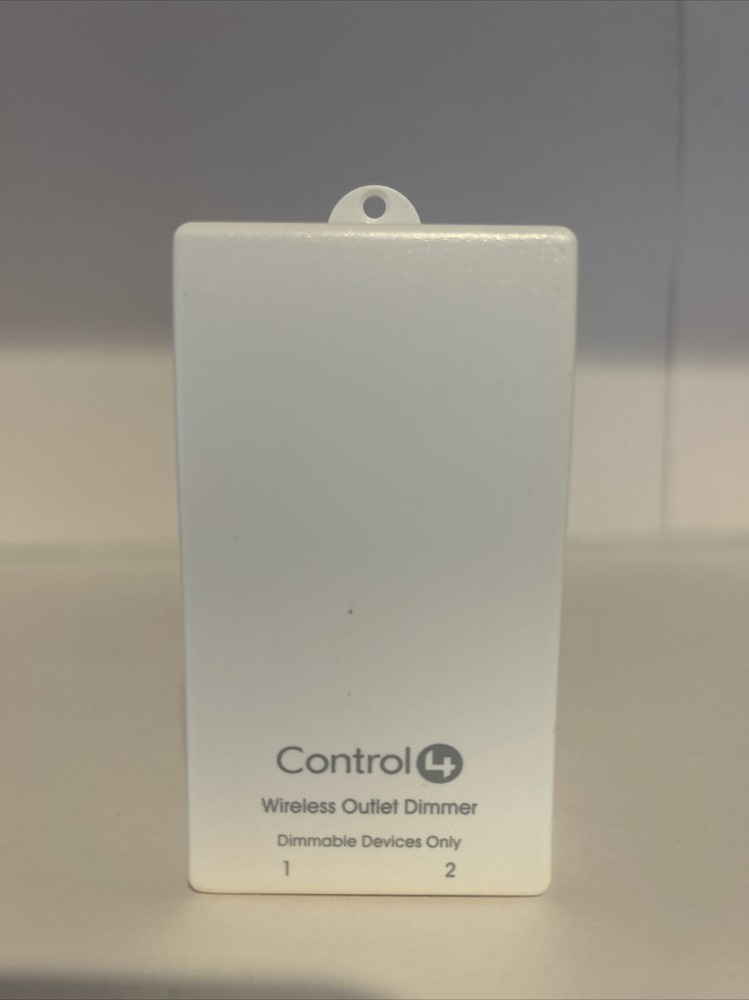 Control4
Wireless Outlet Dimmer
Dimmable Devices Only
1 2